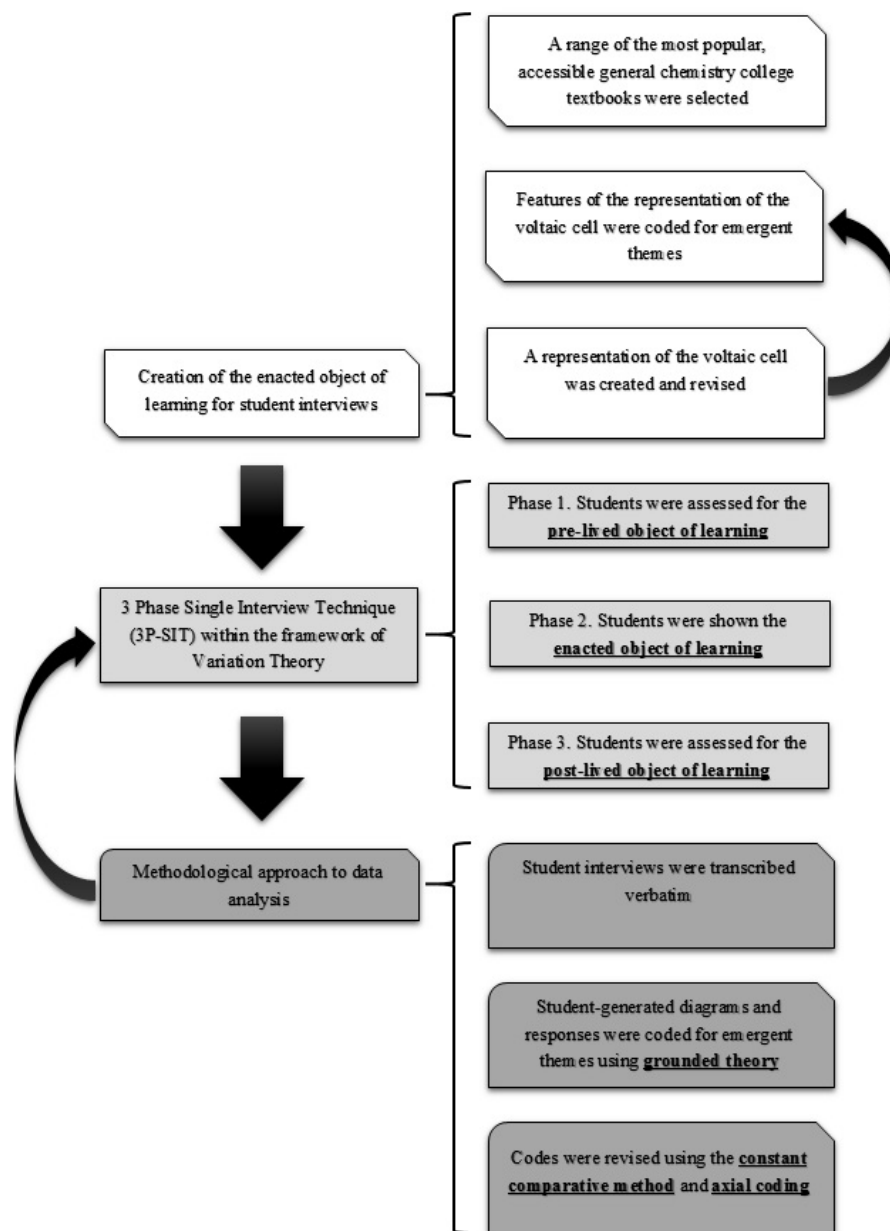 A range of the most popular,
accessible general chemistry college
textbooks were selected
Features of the representation of the
voltaic cell were coded for emergent
themes
Creation of the enacted object of
learning for student interviews
A representation of the voltaic cell
was created and revised
Phase 1. Students were assessed for the
pre-lived object of learning
3 Phase Single Interview Technique
(3P-SIT) within the framework of
Variation Theory
Phase 2. Students were shown the
enacted object of learning
Phase 3. Students were assessed for the
post-lived object of learning
Methodological approach to data
analysis
Student interviews were transcribed
verbatim
Student-generated diagrams and
responses were coded for emergent
themes using grounded theory
Codes were revised using the constant
comparative method and axial coding